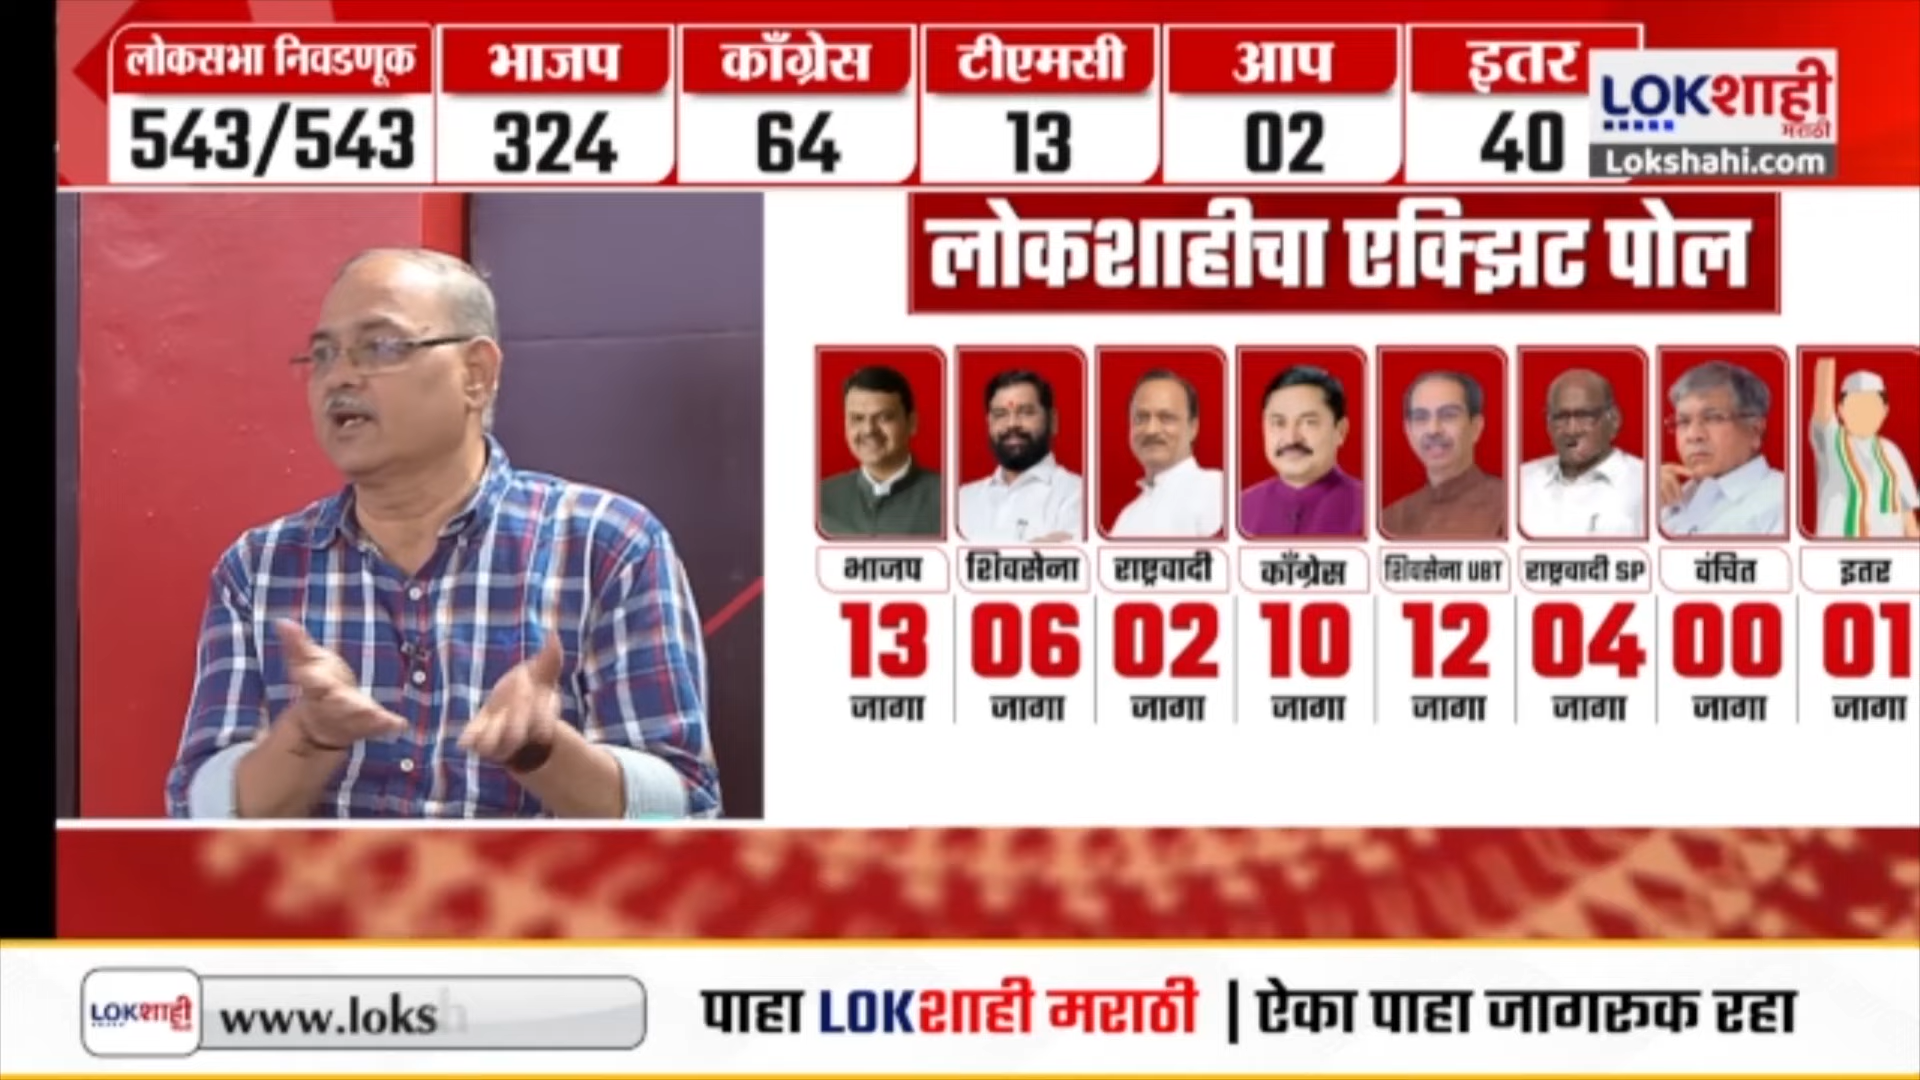 लोकसभा निवडणूक भाजप काँग्रेस टीएमसी आप इतर
543/543 324 64 13 02 40
LOKशाही
मराठी
Lokshahi.com
लोकशाहीचा एक्झिट पोल
भाजप शिवसेना राष्ट्रवादी काँग्रेस शिवसेना UBT राष्ट्रवादी SP वंचित इतर
13 06 02 10 12 04 00 01
जागा जागा जागा जागा जागा जागा जागा जागा
LOKशाही www.loks पाहा LOKशाही मराठी | ऐका पाहा जागरूक रहा